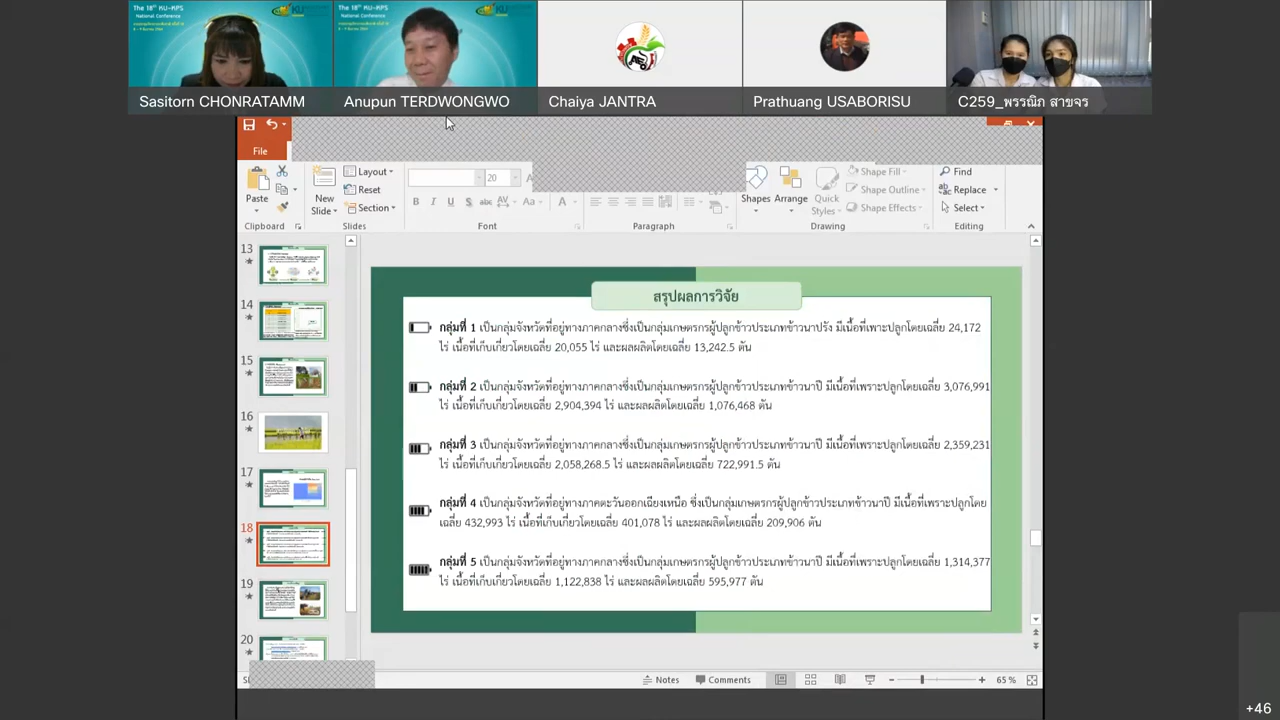 The 18th KU-KPS
National Conference
The 18th KU-KPS
National Conference
Sasitorn CHONRATAMM
Anupun TERDWONGWO
Chaiya JANTRA
Prathuang USABORISU
C259_พรรณิภ สาขจร
File
Paste
Clipboard
New
Slide
Layout
Reset
Section
Slides
20
B I U S abc AV Aa A
Font
Paragraph
Shapes
Arrange
Quick
Styles
Shape Fill
Shape Outline
Shape Effects
Drawing
Find
Replace
Select
Editing
13
14
15
16
17
18
19
20
สรุปผลการวิจัย
กลุ่มที่ 1 เป็นกลุ่มจังหวัดที่อยู่ทางภาคกลางซึ่งเป็นกลุ่มเกษตรกรผู้ปลูกข้าวประเภทข้าวนาปรัง มีเนื้อที่เพาะปลูกโดยเฉลี่ย 24,172
ไร่ เนื้อที่เก็บเกี่ยวโดยเฉลี่ย 20,055 ไร่ และผลผลิตโดยเฉลี่ย 13,242.5 ตัน
กลุ่มที่ 2 เป็นกลุ่มจังหวัดที่อยู่ทางภาคกลางซึ่งเป็นกลุ่มเกษตรกรผู้ปลูกข้าวประเภทข้าวนาปี มีเนื้อที่เพราะปลูกโดยเฉลี่ย 3,076,991
ไร่ เนื้อที่เก็บเกี่ยวโดยเฉลี่ย 2,904,394 ไร่ และผลผลิตโดยเฉลี่ย 1,076,468 ตัน
กลุ่มที่ 3 เป็นกลุ่มจังหวัดที่อยู่ทางภาคกลางซึ่งเป็นกลุ่มเกษตรกรผู้ปลูกข้าวประเภทข้าวนาปี มีเนื้อที่เพราะปลูกโดยเฉลี่ย 2,359,231
ไร่ เนื้อที่เก็บเกี่ยวโดยเฉลี่ย 2,058,268.5 ไร่ และผลผลิตโดยเฉลี่ย 722,991.5 ตัน
กลุ่มที่ 4 เป็นกลุ่มจังหวัดที่อยู่ทางภาคตะวันออกเฉียงเหนือ ซึ่งเป็นกลุ่มเกษตรกรผู้ปลูกข้าวประเภทข้าวนาปี มีเนื้อที่เพราะปลูกโดย
เฉลี่ย 432,993 ไร่ เนื้อที่เก็บเกี่ยวโดยเฉลี่ย 401,078 ไร่ และผลผลิตโดยเฉลี่ย 209,906 ตัน
กลุ่มที่ 5 เป็นกลุ่มจังหวัดที่อยู่ทางภาคกลางซึ่งเป็นกลุ่มเกษตรกรผู้ปลูกข้าวประเภทข้าวนาปี มีเนื้อที่เพราะปลูกโดยเฉลี่ย 1,314,377
ไร่ เนื้อที่เก็บเกี่ยวโดยเฉลี่ย 1,122,838 ไร่ และผลผลิตโดยเฉลี่ย 595,977 ตัน
Notes
Comments
65 %
+46